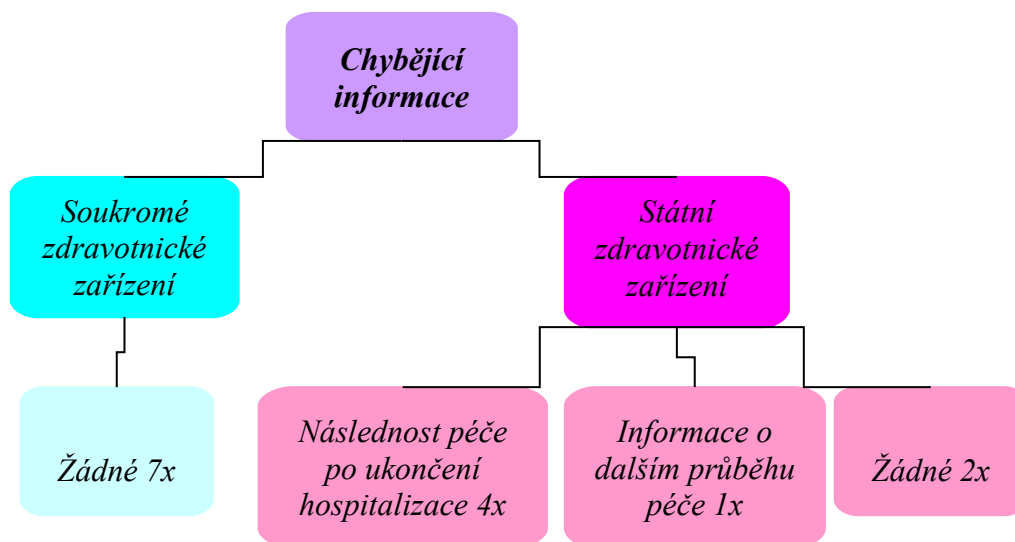 Chybějící
informace
Soukromé
zdravotnické
zařízení
Státní
zdravotnické
zařízení
Žádné 7x
Následnost péče
po ukončení
hospitalizace 4x
Informace o
dalším průběhu
péče 1x
Žádné 2x